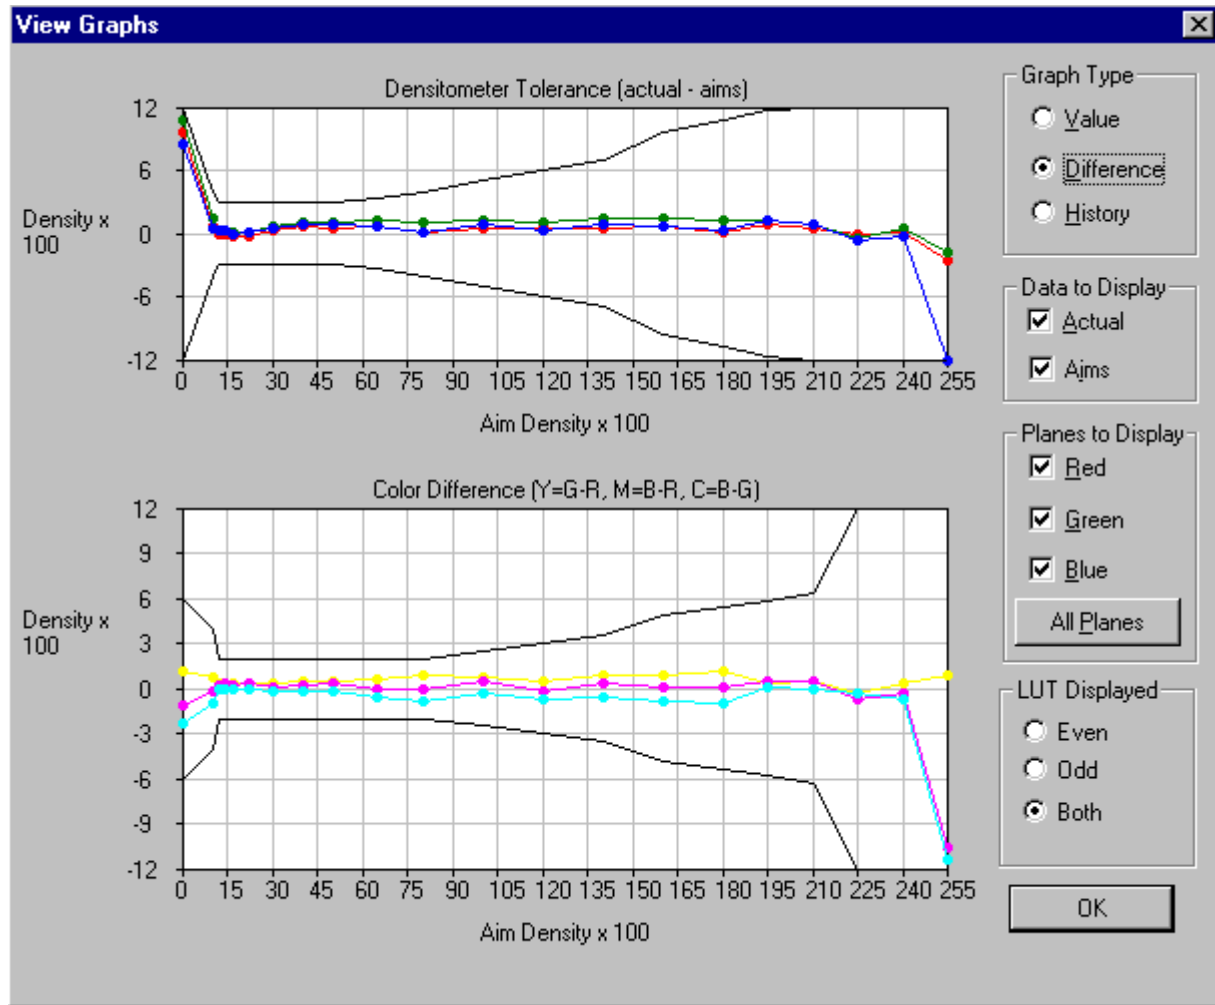 View Graphs
Densitometer Tolerance (actual - aims)
12
6
0
-6
-12
Density x
100
0 15 30 45 60 75 90 105 120 135 150 165 180 195 210 225 240 255
Aim Density x 100
Color Difference (Y=G-R, M=B-R, C=B-G)
12
9
6
3
0
-3
-6
-9
-12
Density x
100
0 15 30 45 60 75 90 105 120 135 150 165 180 195 210 225 240 255
Aim Density x 100
Graph Type
Value
Difference
History
Data to Display
Actual
Aims
Planes to Display
Red
Green
Blue
All Planes
LUT Displayed
Even
Odd
Both
OK